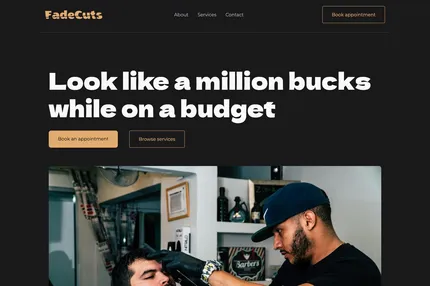 FadeCuts
About
Services
Contact
Book appointment
Look like a million bucks
while on a budget
Book an appointment
Browse services
Barbers